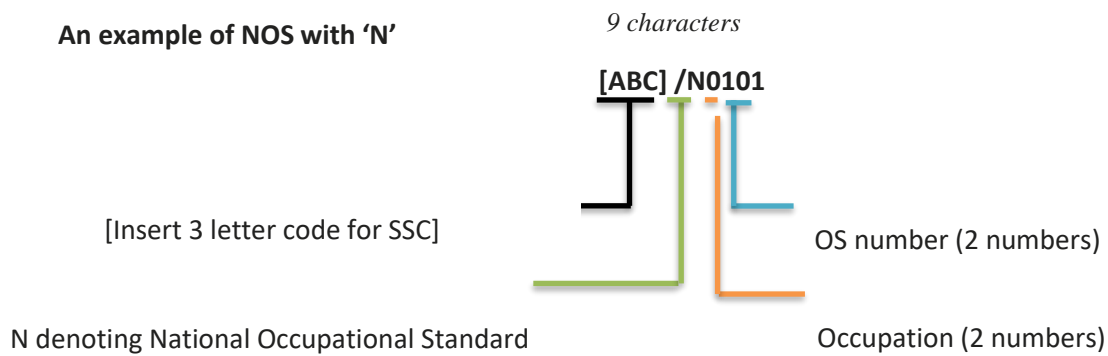 An example of NOS with ‘N’
9 characters
[ABC] /N0101
[Insert 3 letter code for SSC]
OS number (2 numbers)
N denoting National Occupational Standard
Occupation (2 numbers)